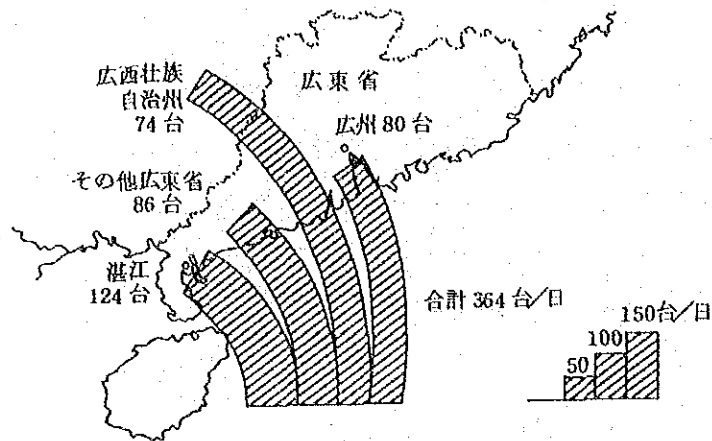 広西壮族
自治州
74台
広東省
広州 80台
その他広東省
86台
湛江
124台
合計 364台/日
50
100
150台/日